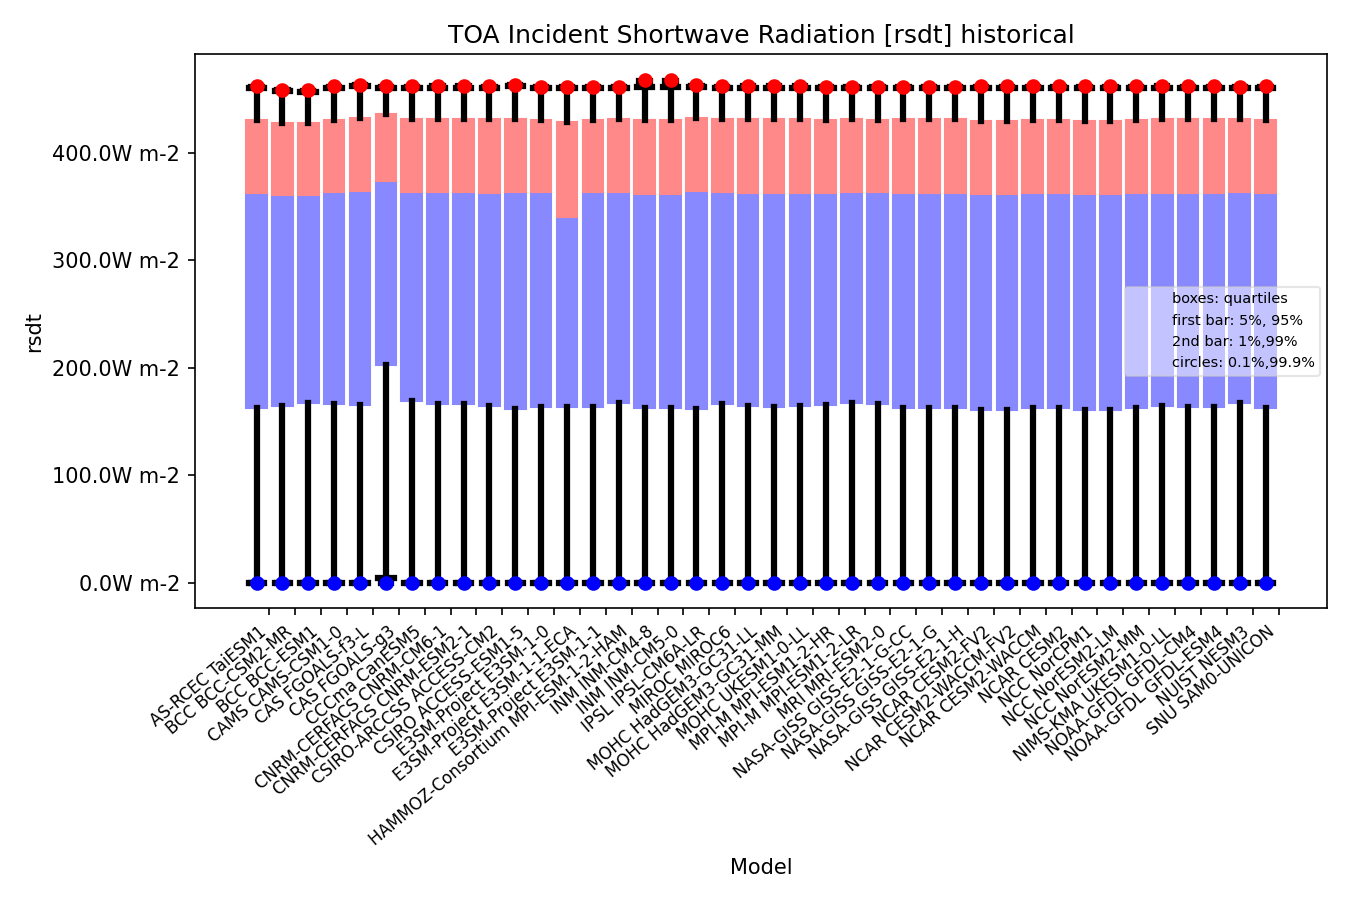 TOA Incident Shortwave Radiation [rsdt] historical
400.0W m-2
300.0W m-2
200.0W m-2
100.0W m-2
0.0W m-2
rsdt
boxes: quartiles
first bar: 5%, 95%
2nd bar: 1%,99%
circles: 0.1%,99.9%
AS-RCEC TaiESM1
BCC BCC-CSM2-MR
BCC BCC-ESM1
CAMS CAMS-CSM1-0
CAS FGOALS-f3-L
CAS FGOALS-g3
CCCma CanESM5
CNRM-CERFACS CNRM-CM6-1
CNRM-CERFACS CNRM-ESM2-1
CSIRO-ARCCSS ACCESS-CM2
CSIRO ACCESS-ESM1-5
E3SM-Project E3SM-1-0
E3SM-Project E3SM-1-1-ECA
E3SM-Project E3SM-1-1
HAMMOZ-Consortium MPI-ESM-1-2-HAM
INM INM-CM4-8
INM INM-CM5-0
IPSL IPSL-CM6A-LR
MIROC MIROC6
MOHC HadGEM3-GC31-LL
MOHC HadGEM3-GC31-MM
MOHC UKESM1-0-LL
MPI-M MPI-ESM1-2-HR
MPI-M MPI-ESM1-2-LR
MRI MRI-ESM2-0
NASA-GISS GISS-E2-1-G-CC
NASA-GISS GISS-E2-1-G
NASA-GISS GISS-E2-1-H
NCAR CESM2-FV2
NCAR CESM2-WACCM-FV2
NCAR CESM2-WACCM
NCAR CESM2
NCC NorCPM1
NCC NorESM2-LM
NCC NorESM2-MM
NIMS-KMA UKESM1-0-LL
NOAA-GFDL GFDL-CM4
NOAA-GFDL GFDL-ESM4
NUIST NESM3
SNU SAM0-UNICON
Model